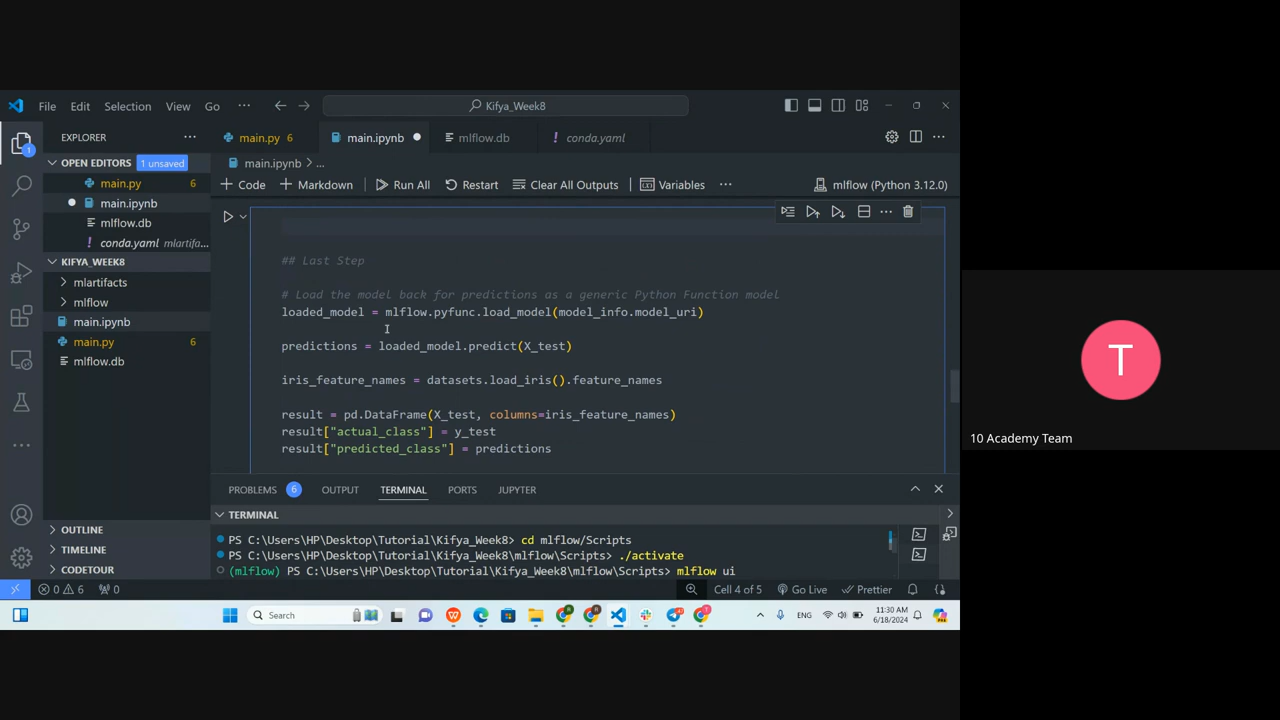 File Edit Selection View Go ··· Kifya_Week8
EXPLORER ···
main.py 6 main.ipynb mlflow.db conda.yaml
OPEN EDITORS 1 unsaved
main.ipynb > ...
main.py 6
+ Code + Markdown Run All Restart Clear All Outputs Variables ··· mlflow (Python 3.12.0)
main.ipynb
mlflow.db
conda.yaml mlartifa...
KIFYA_WEEK8
mlartifacts
mlflow
main.ipynb
main.py 6
mlflow.db
## Last Step
# Load the model back for predictions as a generic Python Function model
loaded_model = mlflow.pyfunc.load_model(model_info.model_uri)
predictions = loaded_model.predict(X_test)
iris_feature_names = datasets.load_iris().feature_names
result = pd.DataFrame(X_test, columns=iris_feature_names)
result["actual_class"] = y_test
result["predicted_class"] = predictions
PROBLEMS 6 OUTPUT TERMINAL PORTS JUPYTER
TERMINAL
PS C:\Users\HP\Desktop\Tutorial\Kifya_Week8> cd mlflow/Scripts
PS C:\Users\HP\Desktop\Tutorial\Kifya_Week8\mlflow\Scripts> ./activate
(mlflow) PS C:\Users\HP\Desktop\Tutorial\Kifya_Week8\mlflow\Scripts> mlflow ui
OUTLINE
TIMELINE
CODETOUR
1
0 6 0 Cell 4 of 5 Go Live Prettier
Search
ENG
11:30 AM
6/18/2024
T
10 Academy Team